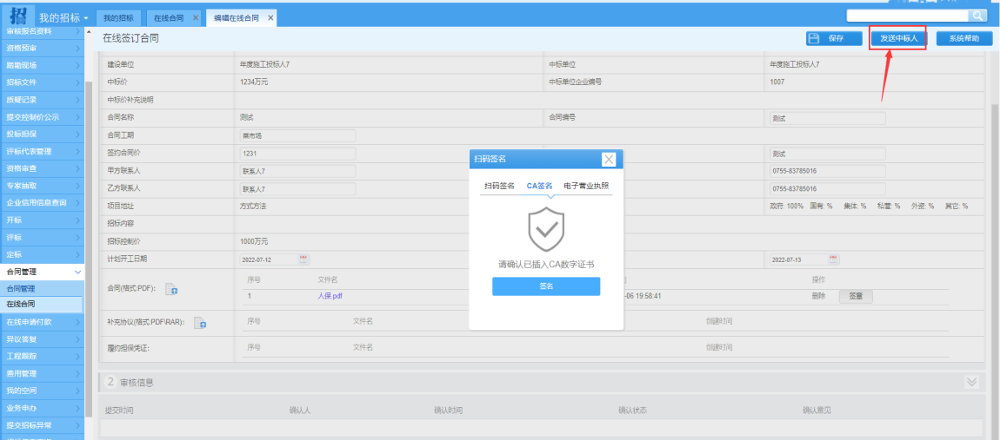 招 我的招标 我的招标 在线合同 × 编辑在线合同 ×
审核报名资料
在线签订合同 保存 发送中标人 系统帮助
资格预审
踏勘现场
招标文件
质疑记录
提交控制价公示
投标担保
评标代表管理
资格审查
专家抽取
企业信用信息查询
开标
评标
定标
合同管理
合同管理
在线合同
在线申请付款
异议答复
工程跟踪
费用管理
我的空间
业务申办
提交招标异常
建设单位 年度施工投标人7 中标单位 年度施工投标人7
中标价 1234万元 中标单位企业编号 1007
中标价补充说明
合同名称 测试 合同编号 测试
合同工期 菜市场
签约合同价 1231 测试
甲方联系人 联系人7 0755-83785016
乙方联系人 联系人7 0755-83785016
项目地址 方式方法 政府: 100% 国有: % 集体: % 私营: % 外资: % 其它: %
招标内容
招标控制价 1000万元
计划开工日期 2022-07-12 2022-07-13
合同(格式:PDF): 序号 文件名 操作
1 人保.pdf -06 19:58:41 删除 签章
补充协议(格式:PDF\RAR): 序号 文件名 创建时间
履约担保凭证: 序号 文件名 创建时间
扫码签名
扫码签名 CA签名 电子营业执照
请确认已插入CA数字证书
签名
2 审核信息
提交时间 确认人 确认时间 确认状态 确认意见